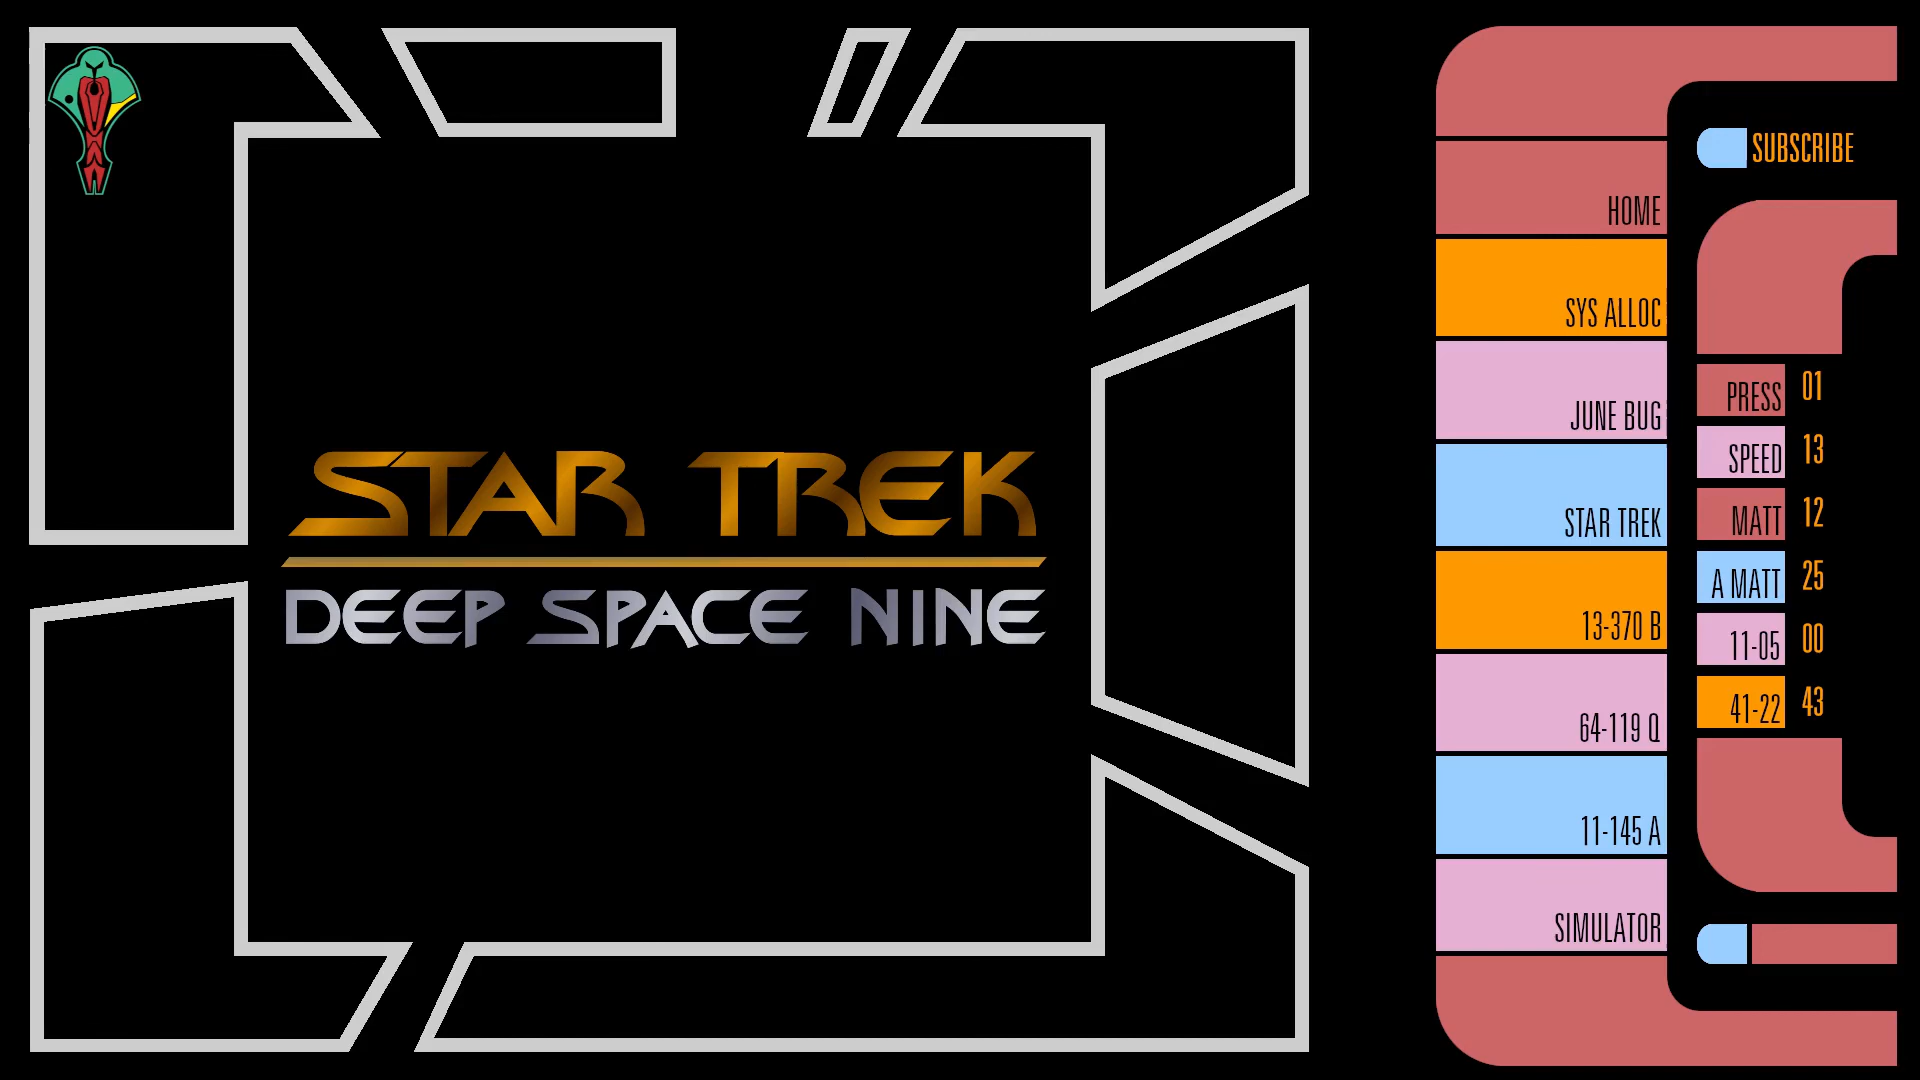 STAR TREK
DEEP SPACE NINE
HOME
SYS ALLOC
JUNE BUG
STAR TREK
13-370 B
64-119 Q
11-145 A
SIMULATOR
SUBSCRIBE
PRESS 01
SPEED 13
MATT 12
A MATT 25
11-05 00
41-22 43